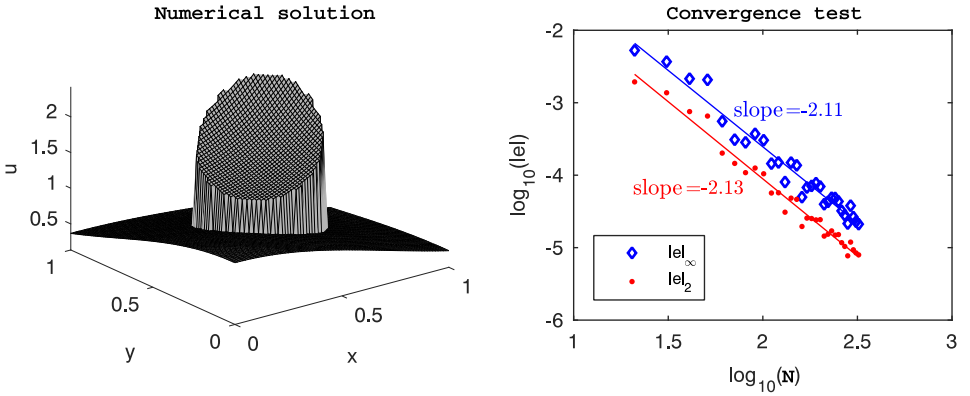 Numerical solution
u
2
1.5
1
0.5
1
0.5
0
y
0
0.5
1
x
Convergence test
log10(|e|)
-2
-3
-4
-5
-6
slope=-2.11
slope=-2.13
|e|∞
|e|2
1
1.5
2
2.5
3
log10(N)